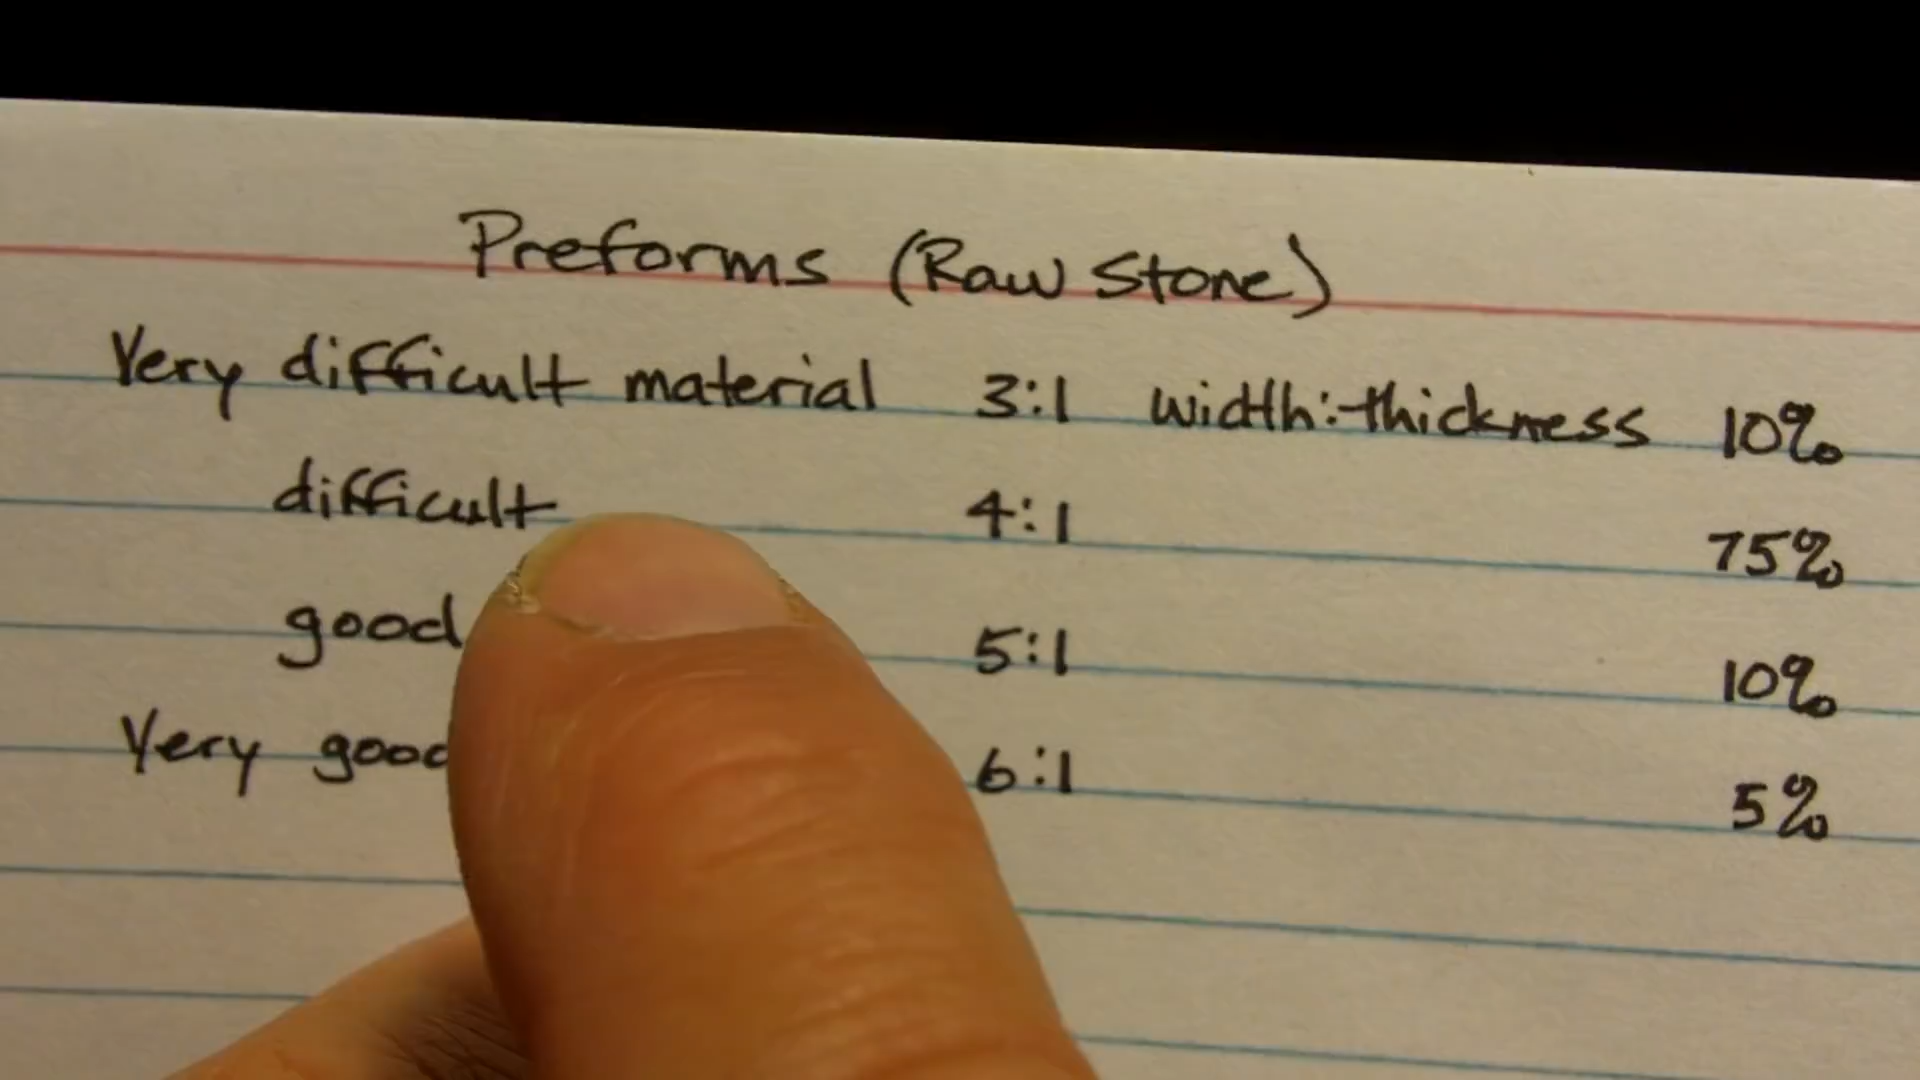 Preforms (Raw Stone)
Very difficult material 3:1 width:thickness 10%
difficult 4:1 75%
good 5:1 10%
Very good 6:1 5%